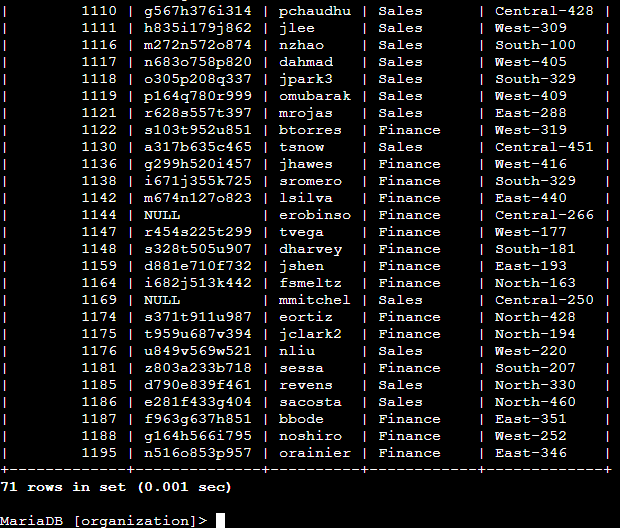 |        1110 | g567h376i314 | pchaudhu | Sales      | Central-428 |
|        1111 | h835i179j862 | jlee     | Sales      | West-309    |
|        1116 | m272n572o874 | nzhao    | Sales      | South-100   |
|        1117 | n683o758p820 | dahmad   | Sales      | West-405    |
|        1118 | o305p208q337 | jpark3   | Sales      | South-329   |
|        1119 | p164q780r999 | omubarak | Sales      | West-409    |
|        1121 | r628s557t397 | mrojas   | Sales      | East-288    |
|        1122 | s103t952u851 | btorres  | Finance    | West-319    |
|        1130 | a317b635c465 | tsnow    | Sales      | Central-451 |
|        1136 | g299h520i457 | jhawes   | Finance    | West-416    |
|        1138 | i671j355k725 | sromero  | Finance    | South-329   |
|        1142 | m674n127o823 | lsilva   | Finance    | East-440    |
|        1144 | NULL         | erobinso | Finance    | Central-266 |
|        1147 | r454s225t299 | tvega    | Finance    | West-177    |
|        1148 | s328t505u907 | dharvey  | Finance    | South-181   |
|        1159 | d881e710f732 | jshen    | Finance    | East-193    |
|        1164 | i682j513k442 | fsmeltz  | Finance    | North-163   |
|        1169 | NULL         | mmitchel | Sales      | Central-250 |
|        1174 | s371t911u987 | eortiz   | Finance    | North-428   |
|        1175 | t959u687v394 | jclark2  | Finance    | North-194   |
|        1176 | u849v569w521 | nliu     | Sales      | West-220    |
|        1181 | z803a233b718 | sessa    | Finance    | South-207   |
|        1185 | d790e839f461 | revens   | Sales      | North-330   |
|        1186 | e281f433g404 | sacosta  | Sales      | North-460   |
|        1187 | f963g637h851 | bbode    | Finance    | East-351    |
|        1188 | g164h566i795 | noshiro  | Finance    | West-252    |
|        1195 | n516o853p957 | orainier | Finance    | East-346    |
+-------------+--------------+----------+------------+-------------+
71 rows in set (0.001 sec)
MariaDB [organization]>